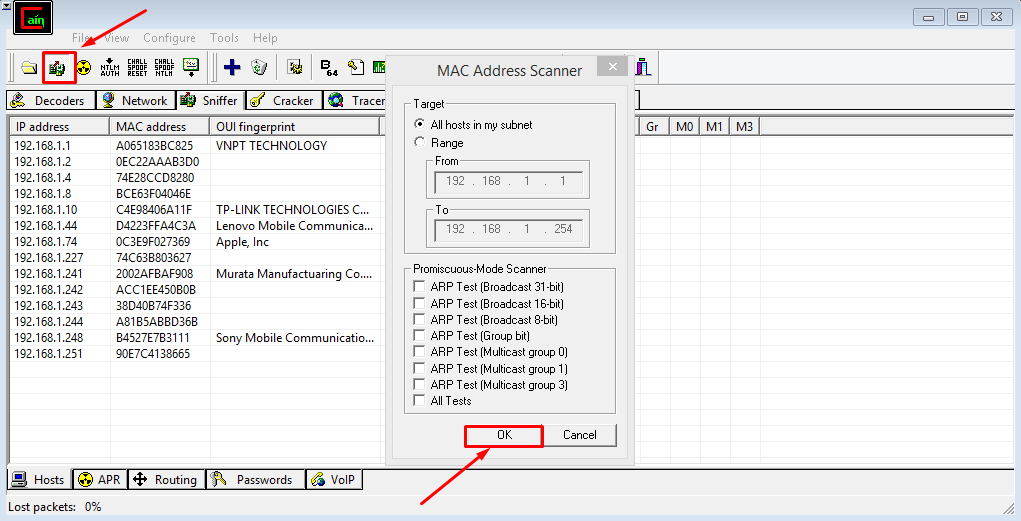 Cain
File View Configure Tools Help
NTLM AUTH CHALL SPOOF RESET CHALL SPOOF NTLM B 64
Decoders Network Sniffer Cracker Tracer
MAC Address Scanner
IP address MAC address OUI fingerprint Gr M0 M1 M3
192.168.1.1 A065183BC825 VNPT TECHNOLOGY
192.168.1.2 0EC22AAAB3D0
192.168.1.4 74E28CCD8280
192.168.1.8 BCE63F04046E
192.168.1.10 C4E98406A11F TP-LINK TECHNOLOGIES C...
192.168.1.44 D4223FFA4C3A Lenovo Mobile Communica...
192.168.1.74 0C3E9F027369 Apple, Inc
192.168.1.227 74C63B803627
192.168.1.241 2002AFBAF908 Murata Manufactuaring Co....
192.168.1.242 ACC1EE450B0B
192.168.1.243 38D40B74F336
192.168.1.244 A81B5ABBD36B
192.168.1.248 B4527E7B3111 Sony Mobile Communicatio...
192.168.1.251 90E7C4138665
Target
All hosts in my subnet
Range
From
192 . 168 . 1 . 1
To
192 . 168 . 1 . 254
Promiscuous-Mode Scanner
ARP Test (Broadcast 31-bit)
ARP Test (Broadcast 16-bit)
ARP Test (Broadcast 8-bit)
ARP Test (Group bit)
ARP Test (Multicast group 0)
ARP Test (Multicast group 1)
ARP Test (Multicast group 3)
All Tests
OK Cancel
Hosts APR Routing Passwords VoIP
Lost packets: 0%